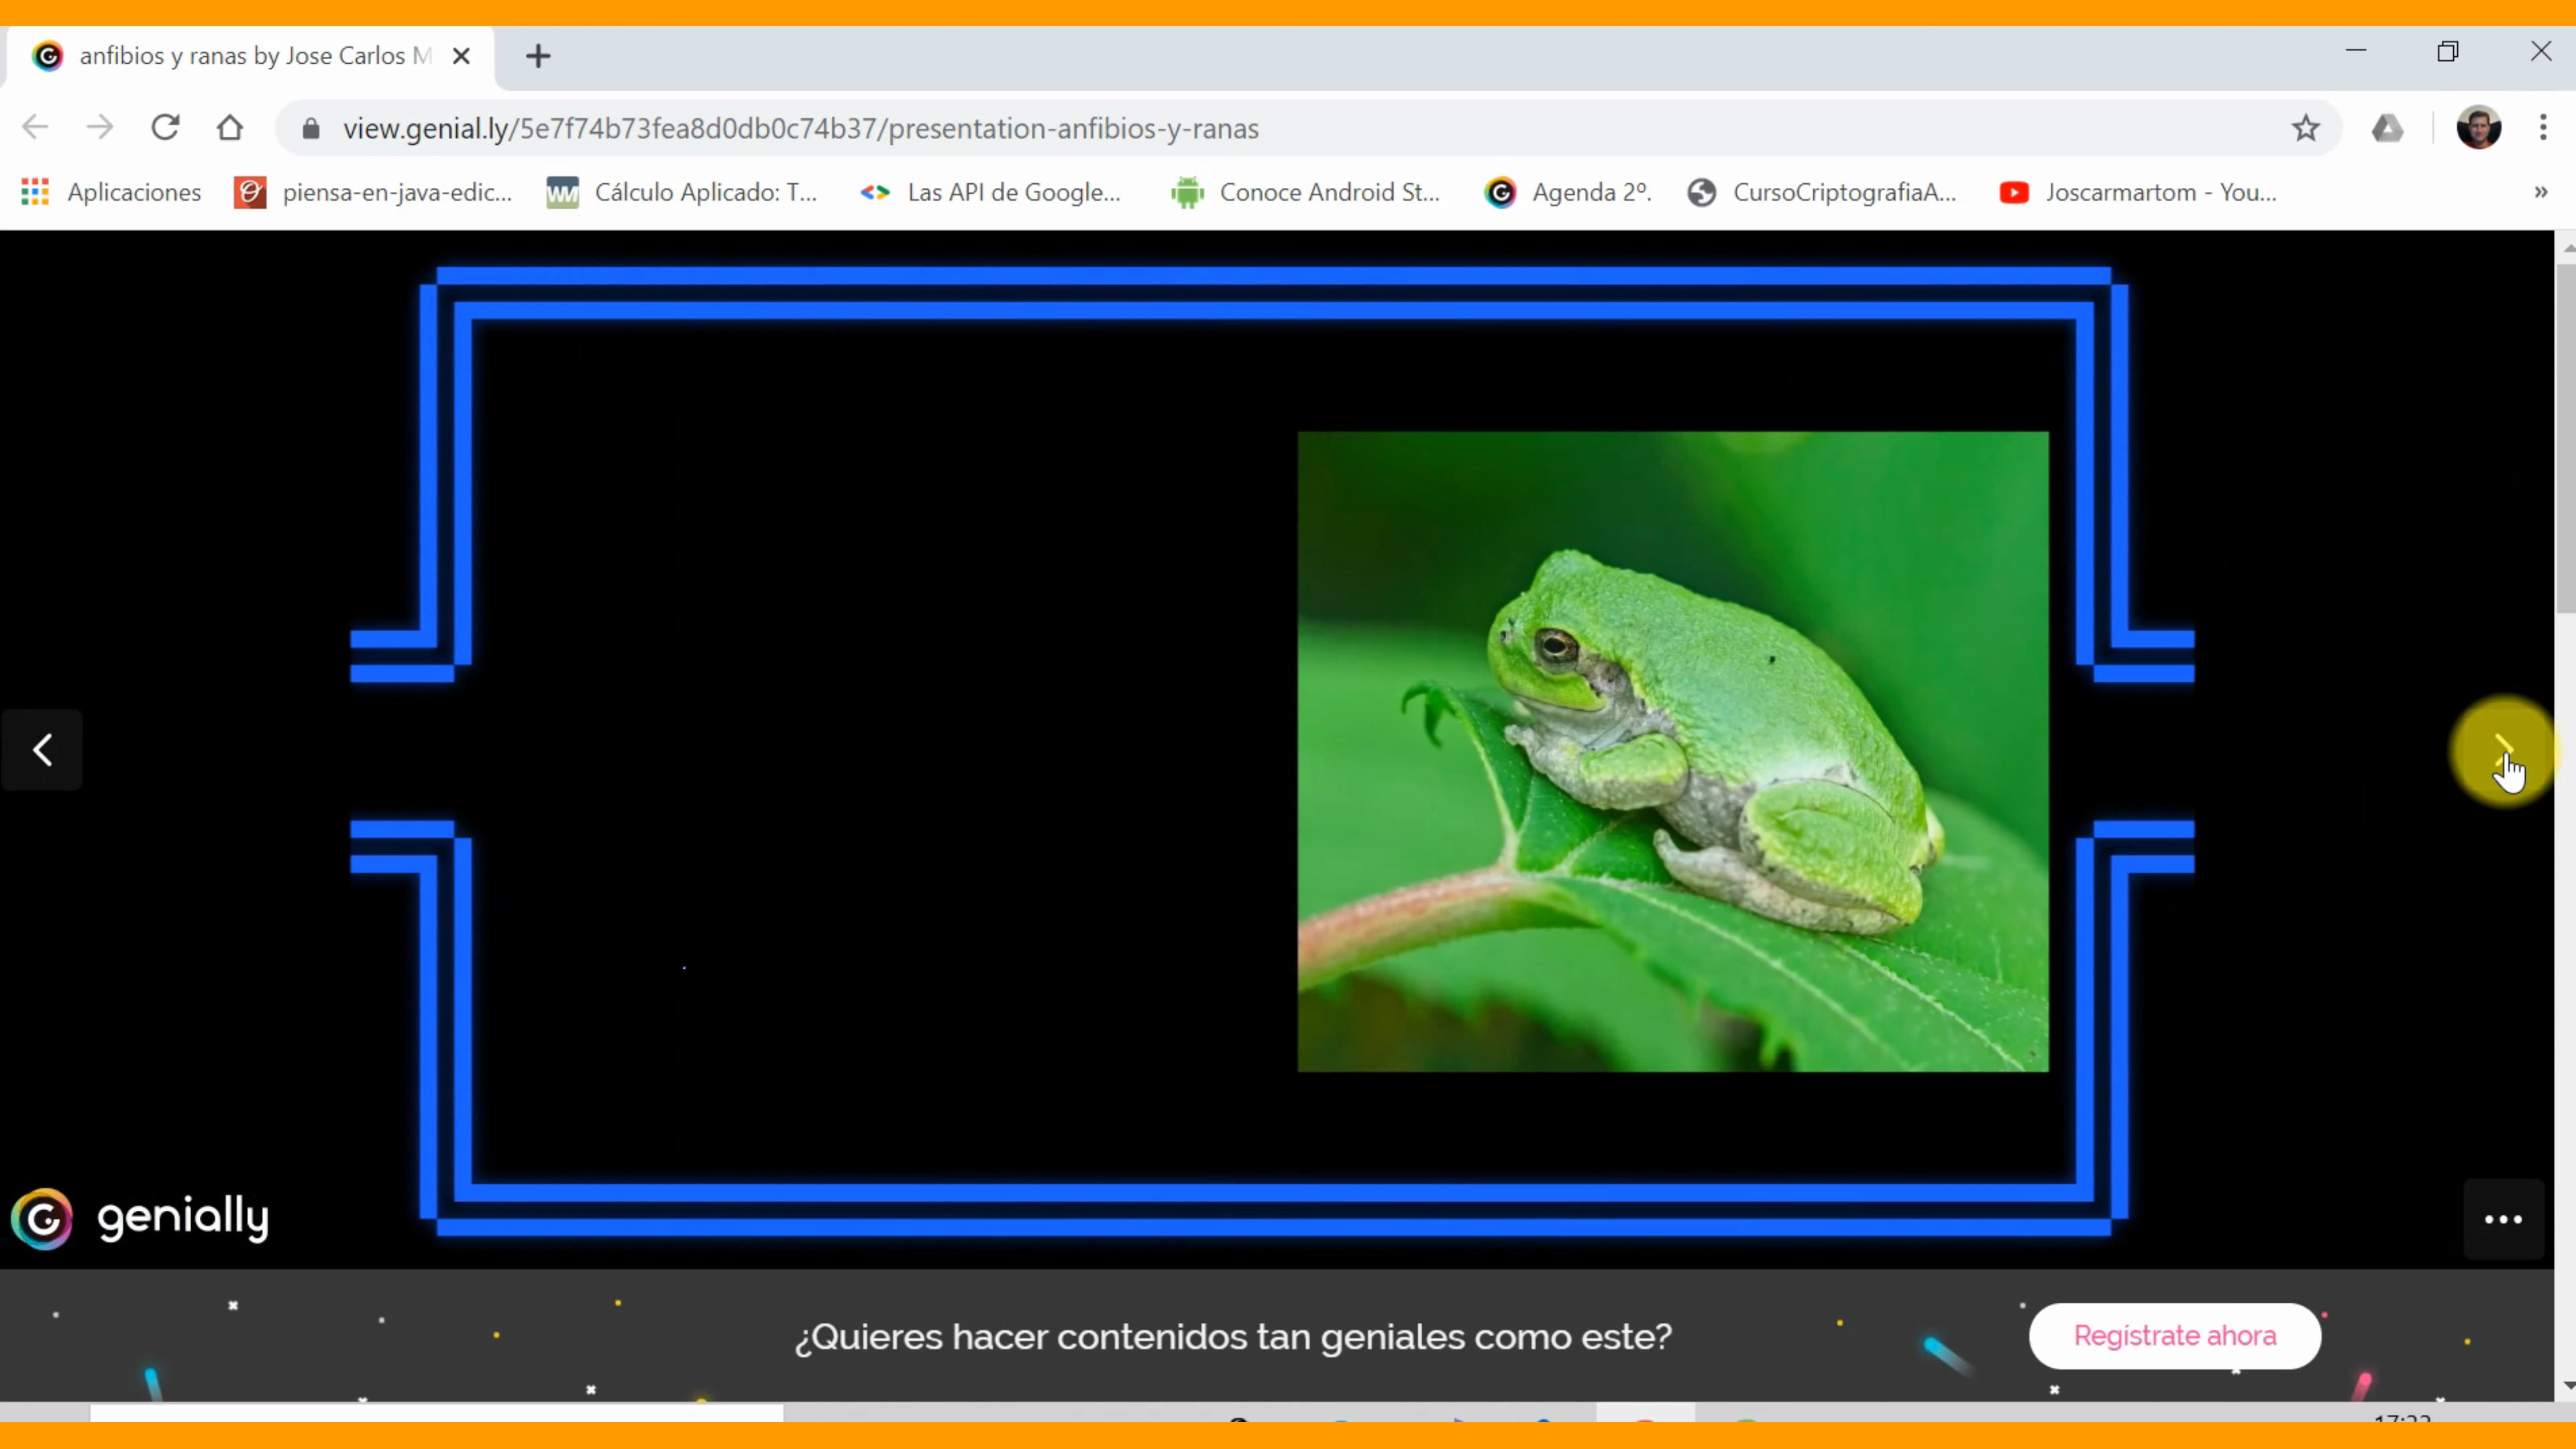 anfibios y ranas by Jose Carlos M
view.genial.ly/5e7f74b73fea8d0db0c74b37/presentation-anfibios-y-ranas
Aplicaciones
piensa-en-java-edic...
Cálculo Aplicado: T...
Las API de Google...
Conoce Android St...
Agenda 2º.
CursoCriptografiaA...
Joscarmartom - You...
genially
¿Quieres hacer contenidos tan geniales como este?
Regístrate ahora